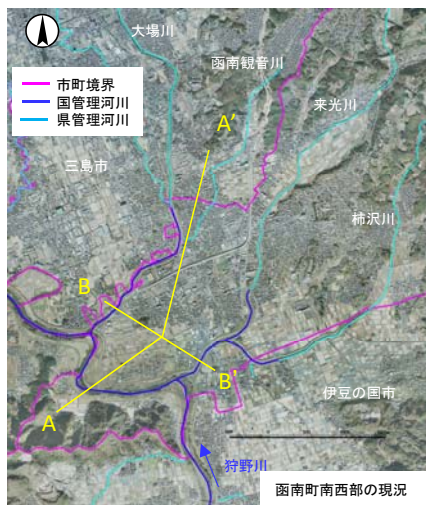 大場川
函南観音川
市町境界
国管理河川
県管理河川
来光川
A’
三島市
柿沢川
B
B’
伊豆の国市
A
狩野川
函南町南西部の現況